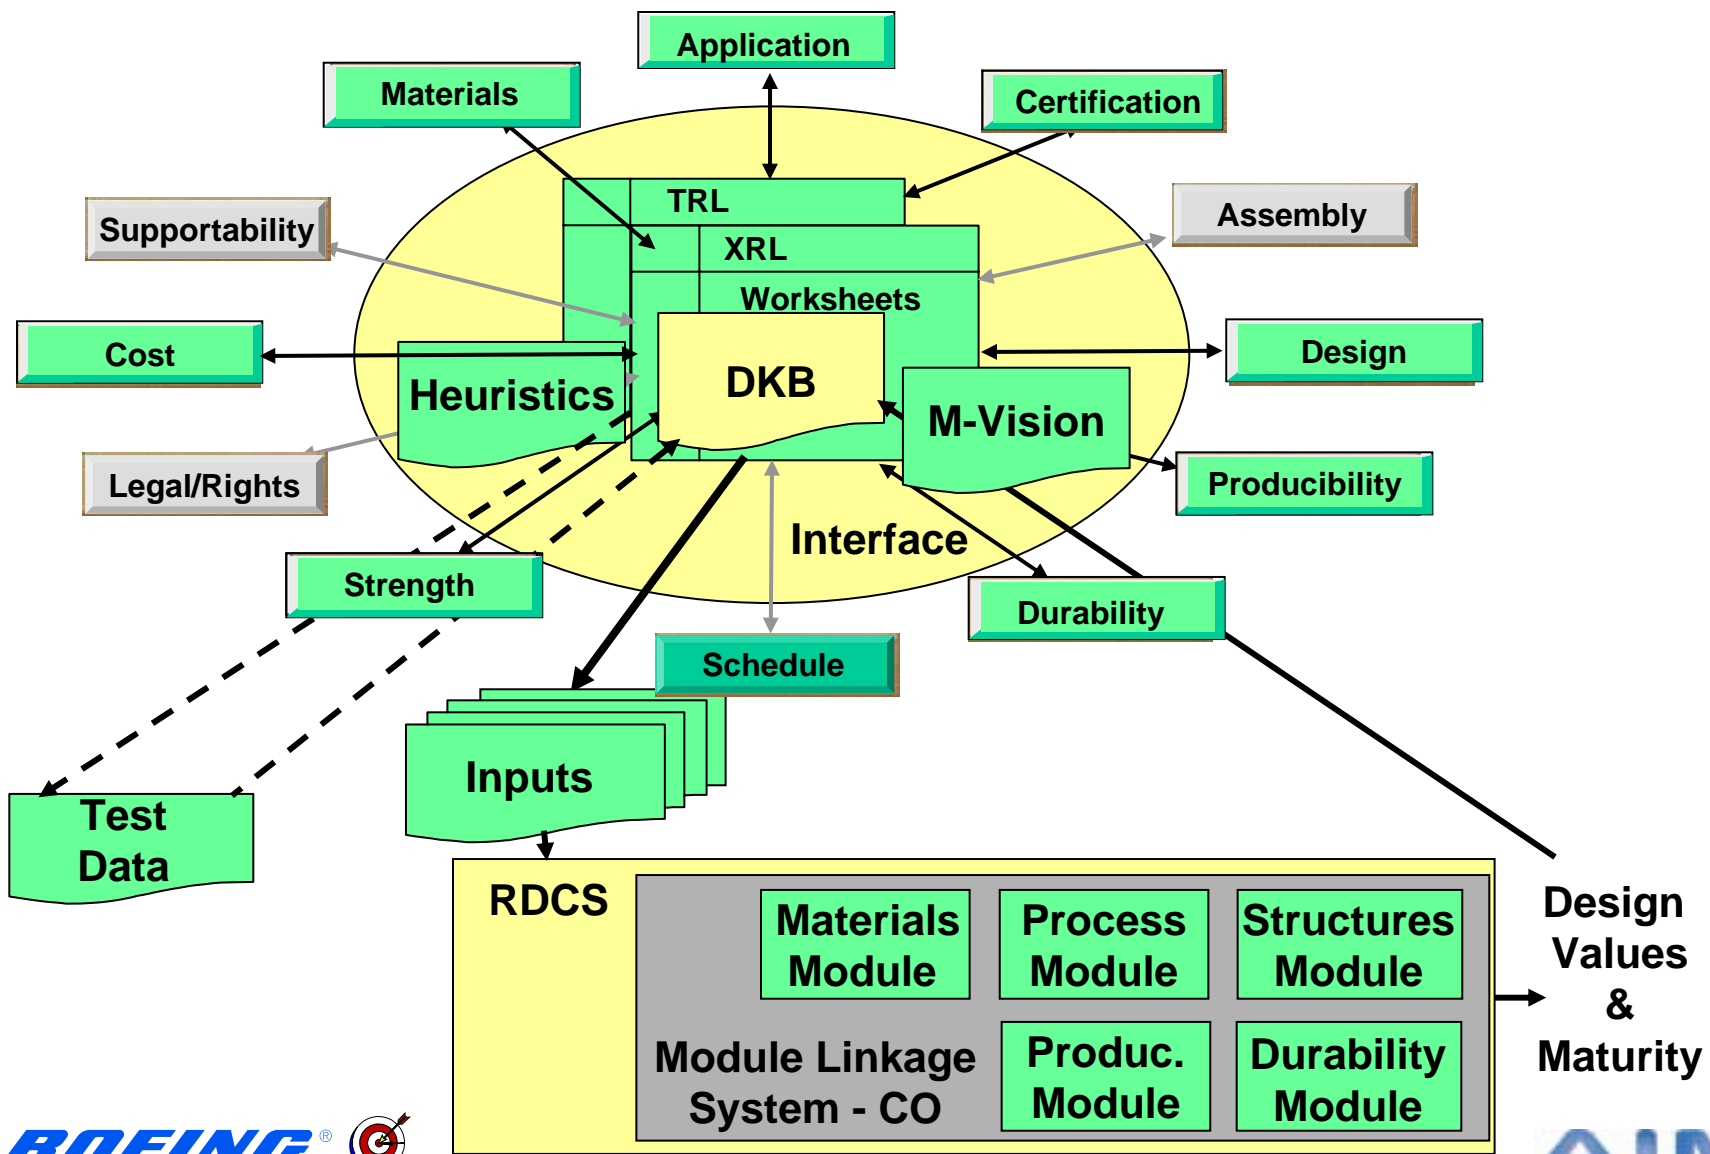 Application
Materials
Certification
TRL
Supportability
Assembly
XRL
Worksheets
Cost
Design
DKB
Heuristics
M-Vision
Legal/Rights
Producibility
Interface
Strength
Durability
Schedule
Inputs
Test
Data
RDCS
Materials
Module
Process
Module
Structures
Module
Module Linkage
System - CO
Produc.
Module
Durability
Module
Design
Values
&
Maturity
BOEING®